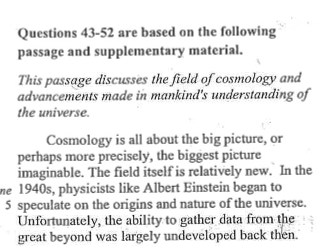 Questions 43-52 are based on the following
passage and supplementary material.
This passage discusses the field of cosmology and
advancements made in mankind's understanding of
the universe.
Cosmology is all about the big picture, or
perhaps more precisely, the biggest picture
imaginable. The field itself is relatively new. In the
ne 1940s, physicists like Albert Einstein began to
5 speculate on the origins and nature of the universe.
Unfortunately, the ability to gather data from the
great beyond was largely undeveloped back then.